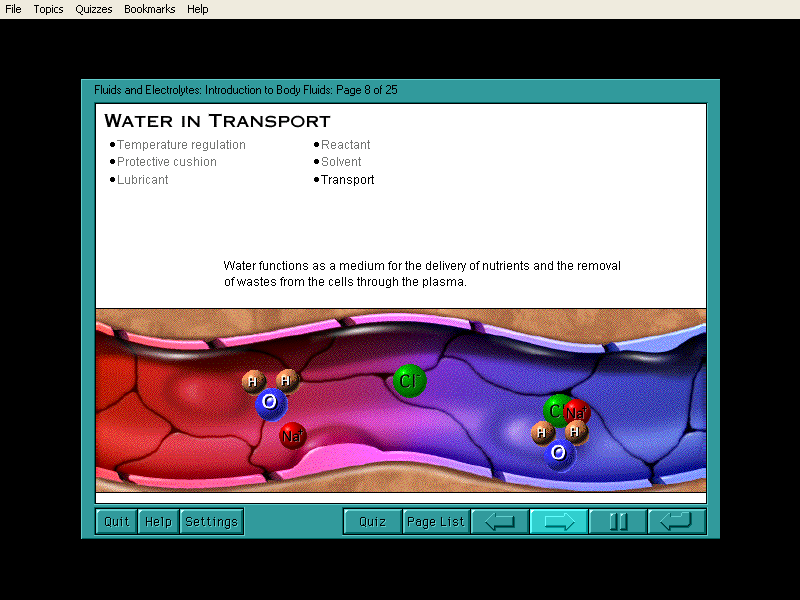 File Topics Quizzes Bookmarks Help
Fluids and Electrolytes: Introduction to Body Fluids: Page 8 of 25
WATER IN TRANSPORT
•Temperature regulation •Reactant
•Protective cushion •Solvent
•Lubricant •Transport
Water functions as a medium for the delivery of nutrients and the removal
of wastes from the cells through the plasma.
H H Cl⁻
O
Na⁺
C Na⁺
H H
O
Quit Help Settings Quiz Page List